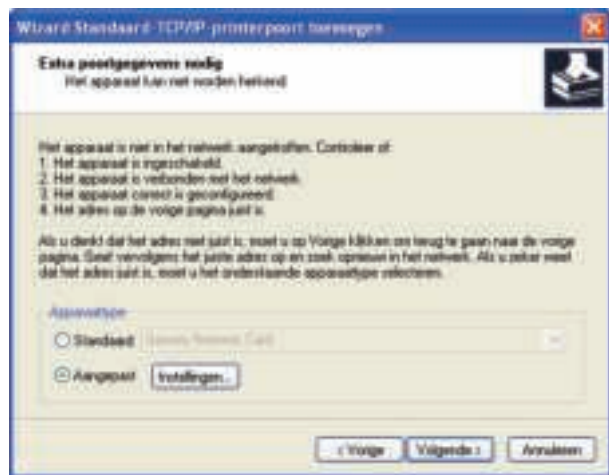 Wizard Standaard-TCP/IP-printerpoort toevoegen
Extra poortgegevens nodig
Het apparaat kan niet worden herkend
Het apparaat is niet in het netwerk aangetroffen. Controleer of:
1. Het apparaat is ingeschakeld.
2. Het apparaat is verbonden met het netwerk.
3. Het apparaat correct is geconfigureerd.
4. Het adres op de vorige pagina juist is.
Als u denkt dat het adres niet juist is, moet u op Vorige klikken om terug te gaan naar de vorige
pagina. Geef vervolgens het juiste adres op en zoek opnieuw in het netwerk. Als u zeker weet
dat het adres juist is, moet u het onderstaande apparaattype selecteren.
Apparaattype
Standaard Generic Network Card
Aangepast Instellingen...
< Vorige Volgende > Annuleren